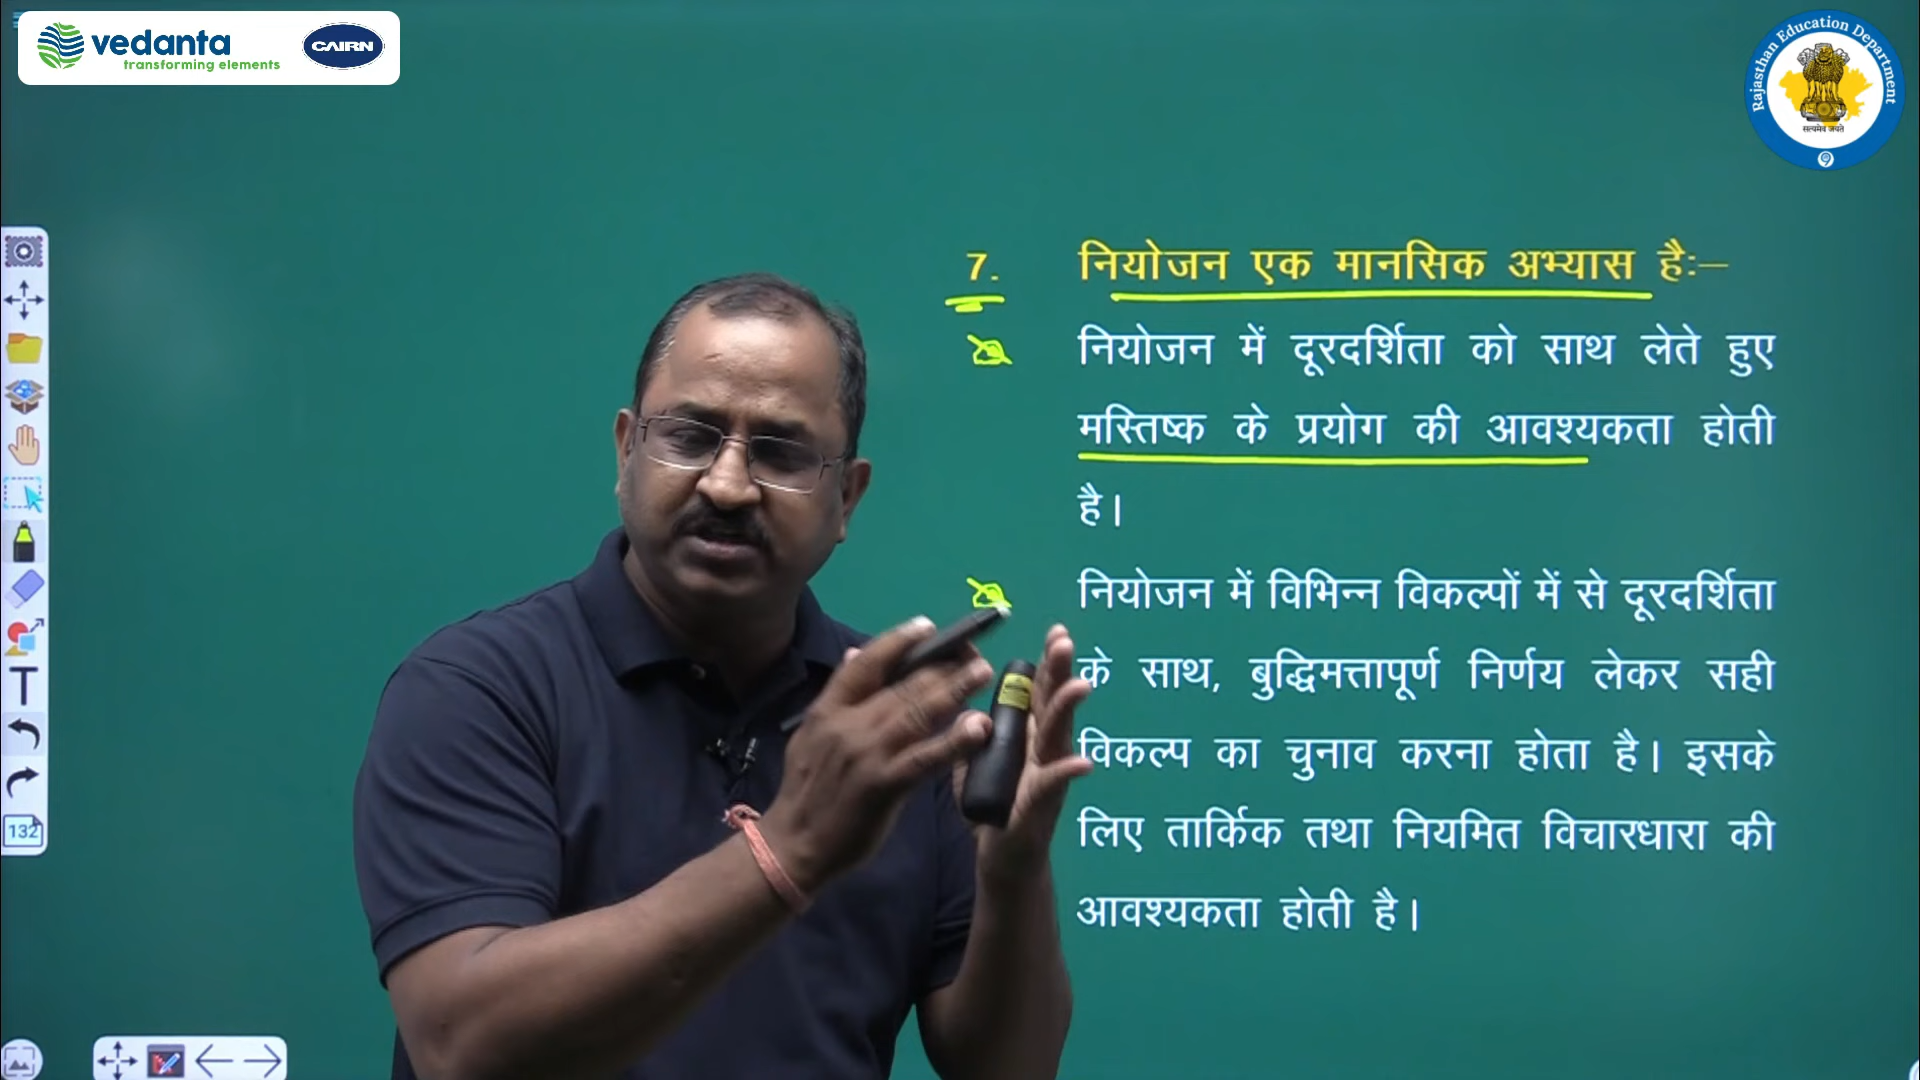 vedanta
transforming elements
CAIRN
Rajasthan Education Department
सत्यमेव जयते
7. नियोजन एक मानसिक अभ्यास है:–
नियोजन में दूरदर्शिता को साथ लेते हुए
मस्तिष्क के प्रयोग की आवश्यकता होती
है।
नियोजन में विभिन्न विकल्पों में से दूरदर्शिता
के साथ, बुद्धिमत्तापूर्ण निर्णय लेकर सही
विकल्प का चुनाव करना होता है। इसके
लिए तार्किक तथा नियमित विचारधारा की
आवश्यकता होती है।
T
132